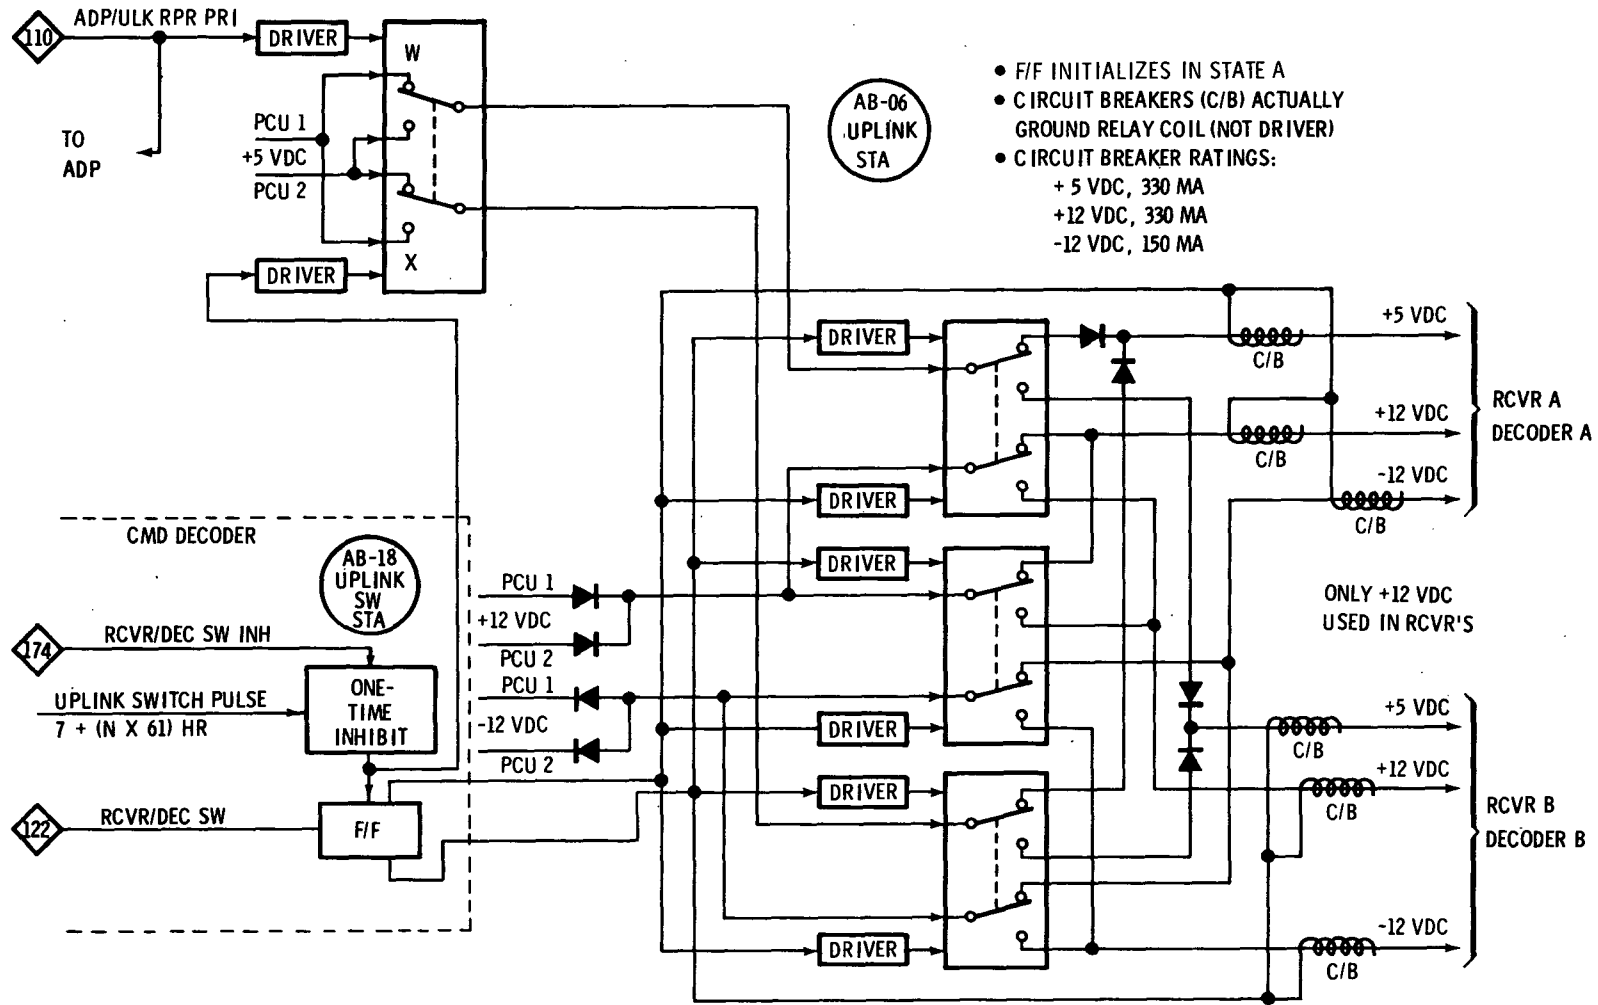 110
ADP/ULK RPR PRI
DRIVER
W
TO
ADP
PCU 1
+5 VDC
PCU 2
X
DRIVER
AB-06
UPLINK
STA
• F/F INITIALIZES IN STATE A
• CIRCUIT BREAKERS (C/B) ACTUALLY
GROUND RELAY COIL (NOT DRIVER)
• CIRCUIT BREAKER RATINGS:
+ 5 VDC, 330 MA
+12 VDC, 330 MA
-12 VDC, 150 MA
DRIVER
DRIVER
DRIVER
DRIVER
DRIVER
DRIVER
+5 VDC
C/B
+12 VDC
C/B
-12 VDC
C/B
RCVR A
DECODER A
ONLY +12 VDC
USED IN RCVR'S
+5 VDC
C/B
+12 VDC
C/B
-12 VDC
C/B
RCVR B
DECODER B
CMD DECODER
AB-18
UPLINK
SW
STA
PCU 1
+12 VDC
PCU 2
PCU 1
-12 VDC
PCU 2
174
RCVR/DEC SW INH
UPLINK SWITCH PULSE
7 + (N X 61) HR
ONE-
TIME
INHIBIT
122
RCVR/DEC SW
F/F